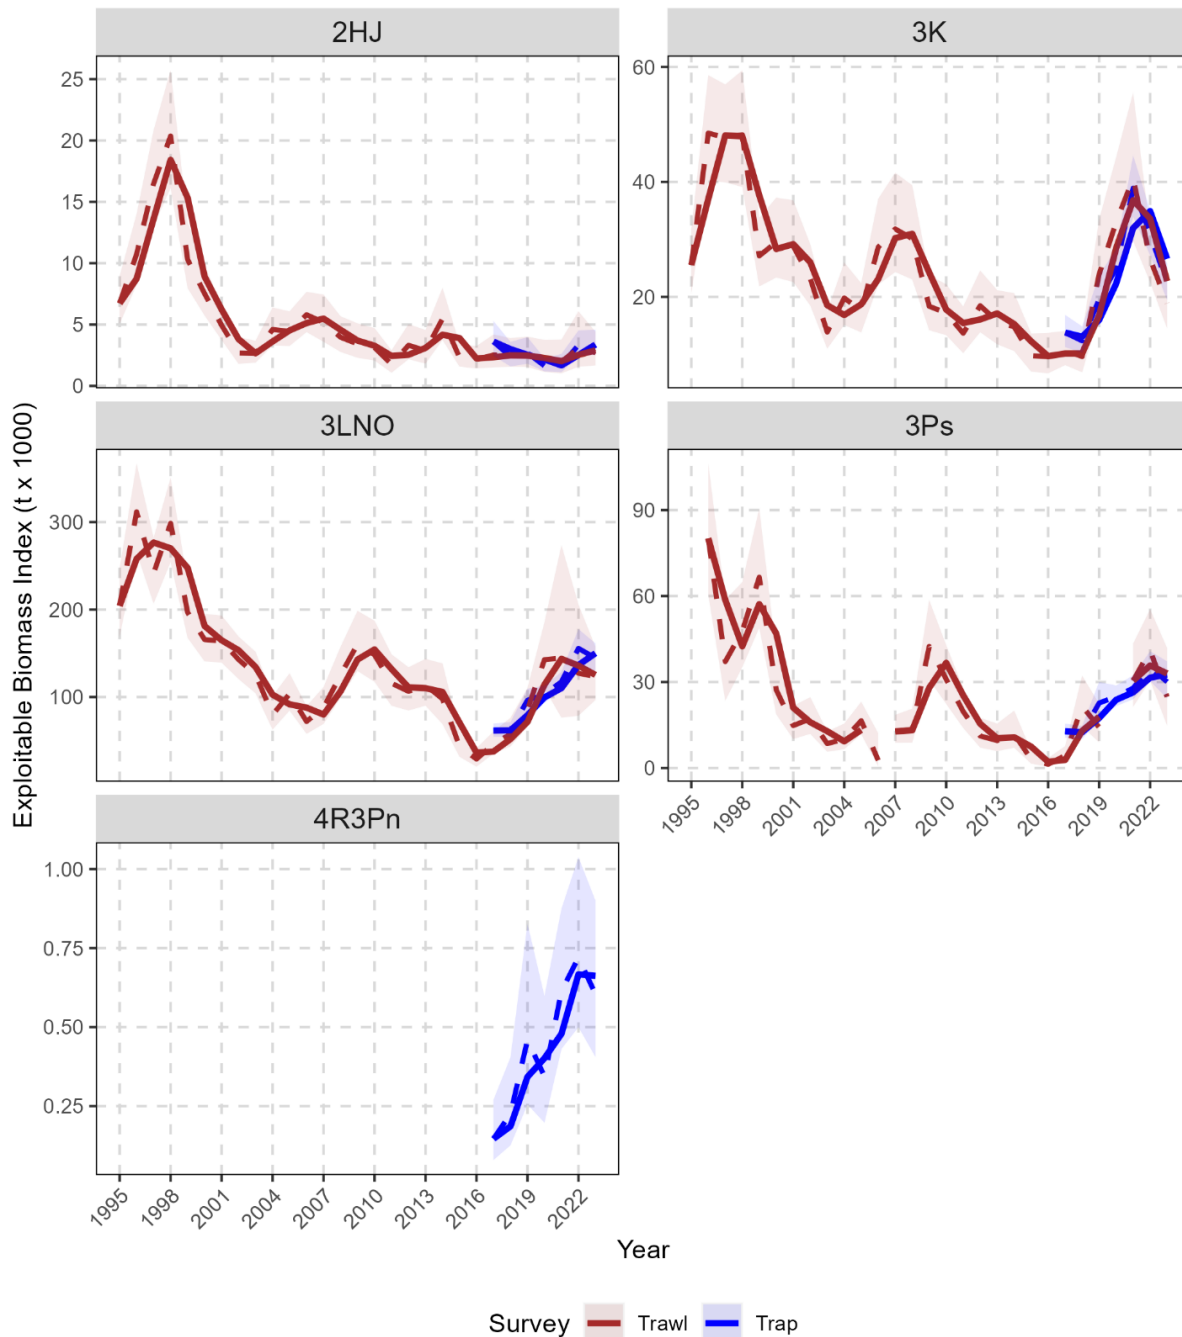 2HJ
3K
25
20
15
10
5
0
60
40
20
3LNO
3Ps
300
200
100
90
60
30
0
1995 1998 2001 2004 2007 2010 2013 2016 2019 2022
4R3Pn
1.00
0.75
0.50
0.25
1995 1998 2001 2004 2007 2010 2013 2016 2019 2022
Exploitable Biomass Index (t x 1000)
Year
Survey Trawl Trap